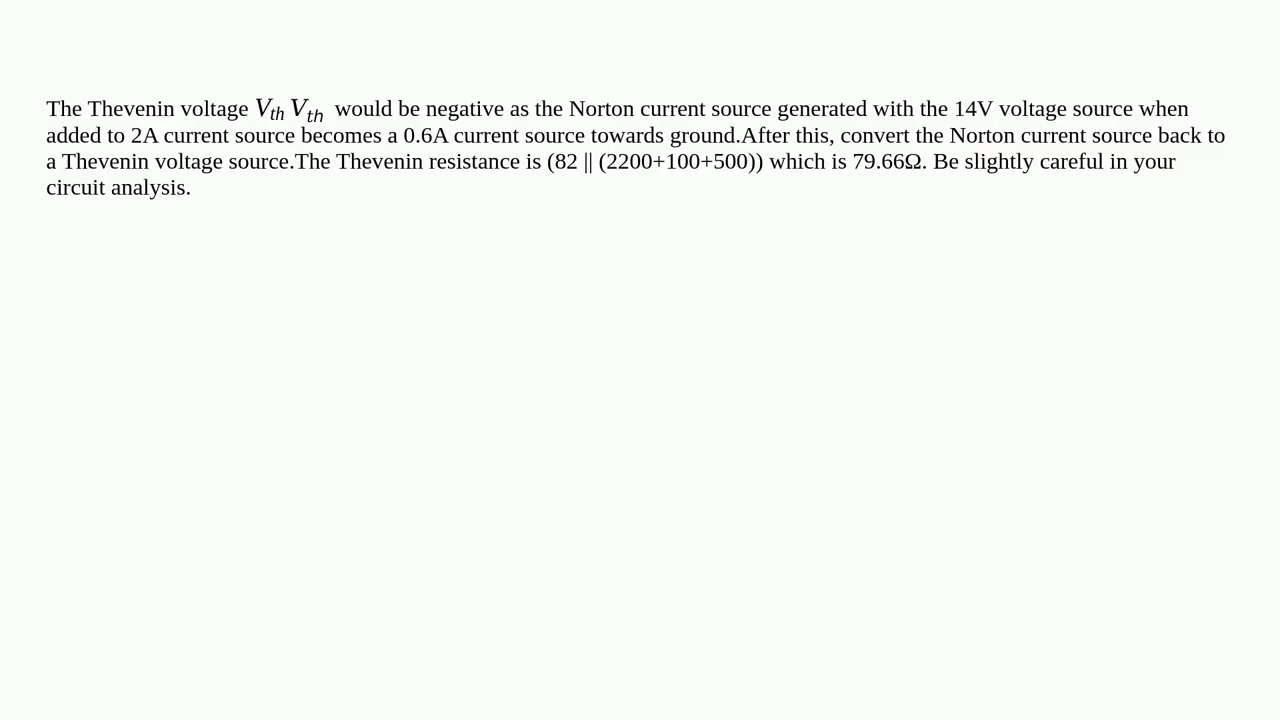 The Thevenin voltage V_th V_th would be negative as the Norton current source generated with the 14V voltage source when
added to 2A current source becomes a 0.6A current source towards ground.After this, convert the Norton current source back to
a Thevenin voltage source.The Thevenin resistance is (82 || (2200+100+500)) which is 79.66Ω. Be slightly careful in your
circuit analysis.